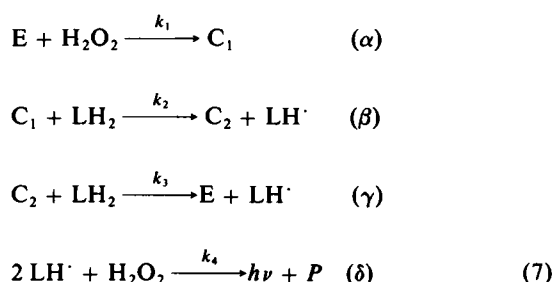 E + H₂O₂ —k₁→ C₁ (α)
C₁ + LH₂ —k₂→ C₂ + LH· (β)
C₂ + LH₂ —k₃→ E + LH· (γ)
2 LH· + H₂O₂ —k₄→ hν + P (δ) (7)